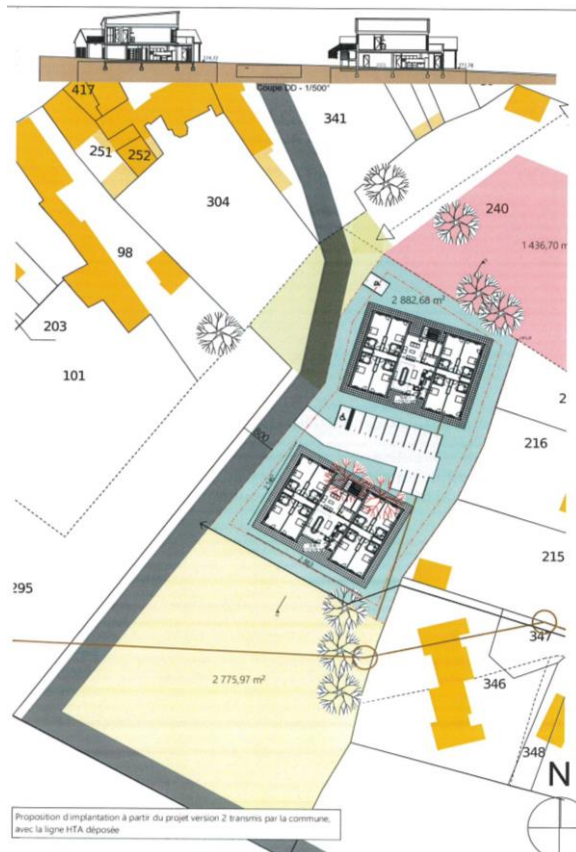 Coupe DD - 1/500°
417
341
251
252
304
240
1 436,70 m
98
2 882,68 m²
203
101
2
216
215
295
347
346
2 775,97 m²
348
N
Proposition d'implantation à partir du projet version 2 transmis par la commune,
avec la ligne HTA déposée